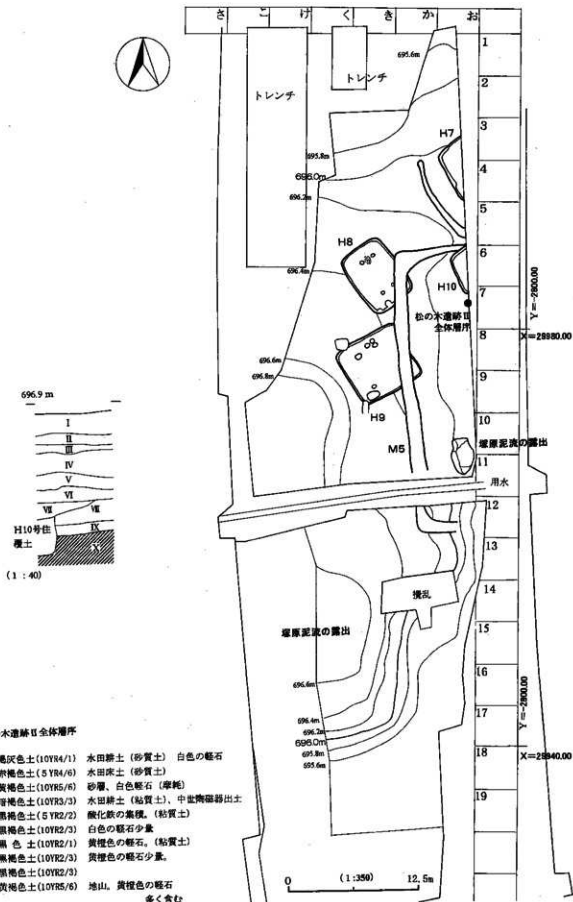 さ こ け く き か お
1
695.6m
2
トレンチ
トレンチ
3
H7
695.8m
4
696.0m
696.2m
5
H8
6
696.4m
7
H10
Y=-2800.00
松の木遺跡Ⅱ
全体層序
8
X=28980.00
696.6m
696.8m
9
H9
10
M5
塚原泥流の露出
11
用水
12
13
攪乱
14
塚原泥流の露出
15
16
696.6m
696.4m
17
696.2m
696.0m
695.8m
695.6m
18
Y=-2800.00
X=28940.00
19
696.9 m
Ⅰ
Ⅱ
Ⅲ
Ⅳ
Ⅴ
Ⅵ
Ⅶ Ⅷ
H10号住
覆土
Ⅸ
Ⅹ
(1:40)
木遺跡Ⅱ全体層序
褐灰色土(10YR4/1) 水田耕土(砂質土) 白色の軽石
赤褐色土(5YR4/6) 水田床土(砂質土)
黄褐色土(10YR5/6) 砂層、白色軽石(摩耗)
暗褐色土(10YR3/3) 水田耕土(粘質土)、中世陶磁器出土
黒褐色土(5YR2/2) 酸化鉄の集積。(粘質土)
黒褐色土(10YR2/3) 白色の軽石少量
黒色土(10YR2/1) 黄橙色の軽石。(粘質土)
黒褐色土(10YR2/3) 黄橙色の軽石少量。
黒褐色土(10YR2/3)
黄褐色土(10YR5/6) 地山。黄橙色の軽石
多く含む
0 (1:350) 12.5m